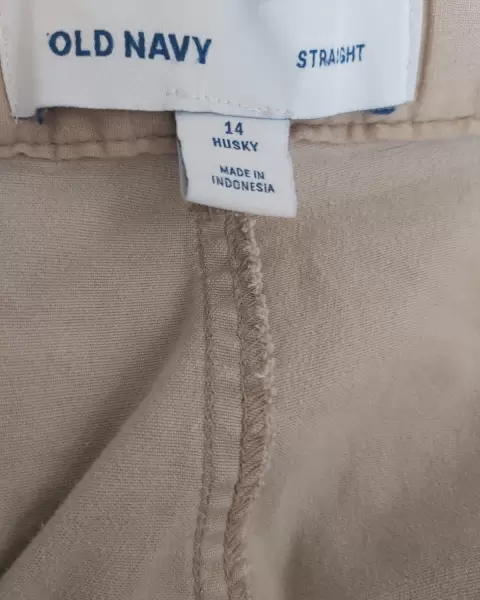 OLD NAVY STRAIGHT
14
HUSKY
MADE IN
INDONESIA